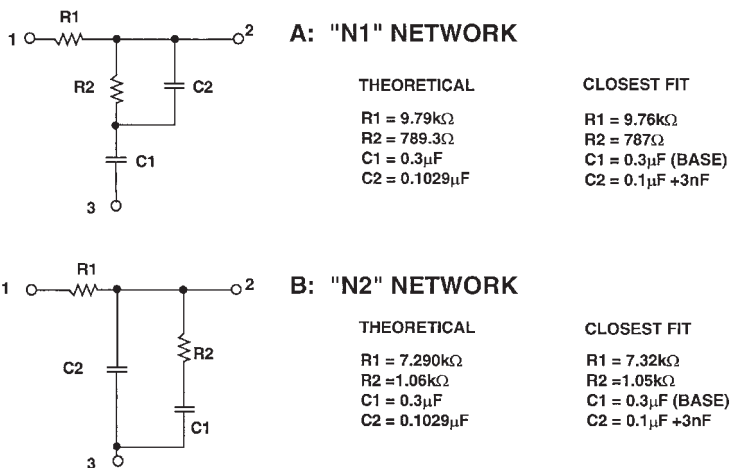 A: "N1" NETWORK
R1
1
2
R2
C2
C1
3
THEORETICAL
R1 = 9.79kΩ
R2 = 789.3Ω
C1 = 0.3μF
C2 = 0.1029μF
CLOSEST FIT
R1 = 9.76kΩ
R2 = 787Ω
C1 = 0.3μF (BASE)
C2 = 0.1μF +3nF
B: "N2" NETWORK
R1
1
2
C2
R2
C1
3
THEORETICAL
R1 = 7.290kΩ
R2 =1.06kΩ
C1 = 0.3μF
C2 = 0.1029μF
CLOSEST FIT
R1 = 7.32kΩ
R2 =1.05kΩ
C1 = 0.3μF (BASE)
C2 = 0.1μF +3nF